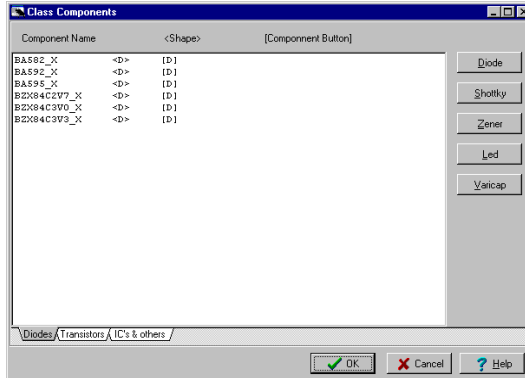 Class Components
Component Name <Shape> [Componnent Button]
BA582_X <D> [D]
BA592_X <D> [D]
BA595_X <D> [D]
BZX84C2V7_X <D> [D]
BZX84C3V0_X <D> [D]
BZX84C3V3_X <D> [D]
Diode
Shottky
Zener
Led
Varicap
Diodes Transistors IC's & others
OK Cancel Help